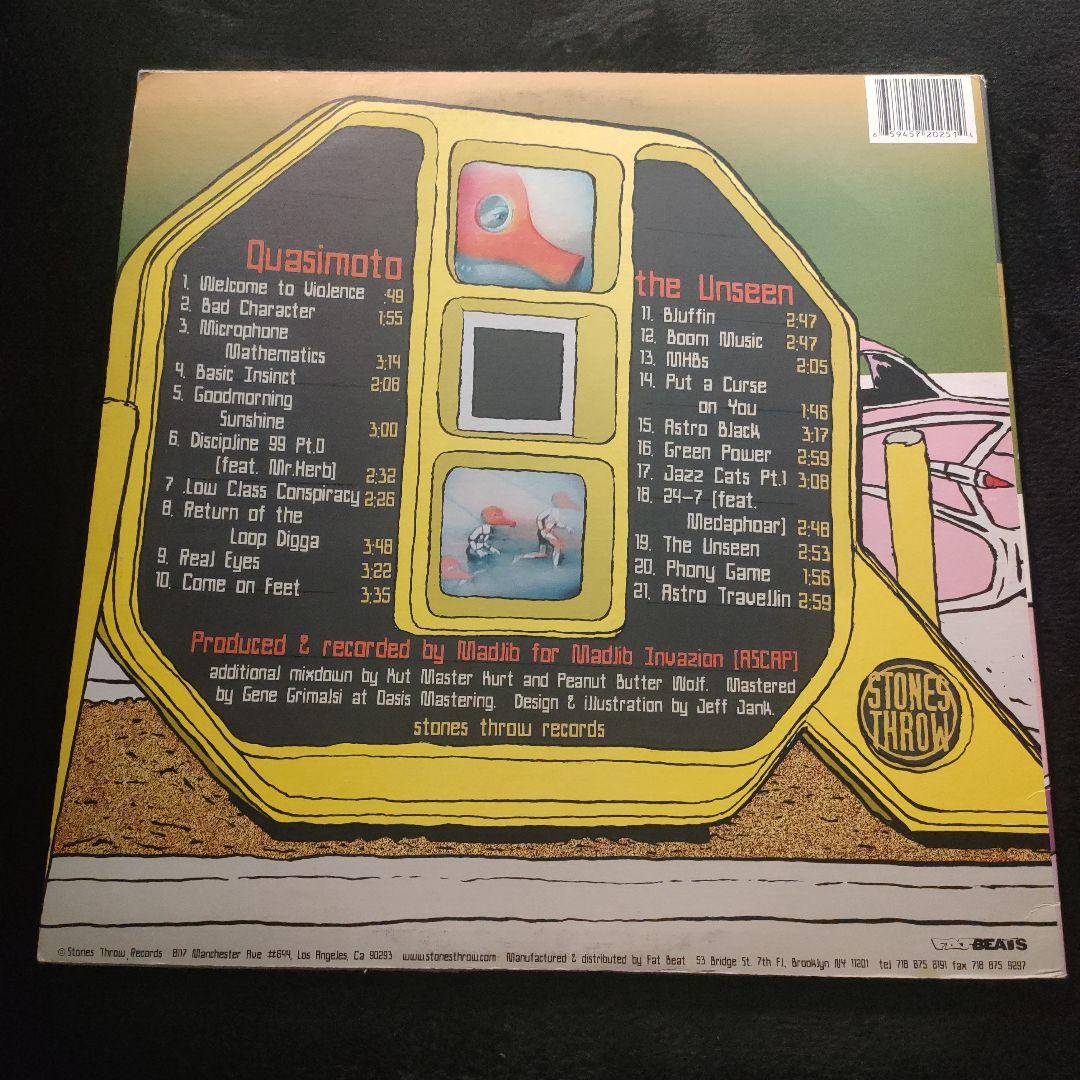 6 59457 20251 4
Quasimoto
1. Welcome to Violence :49
2. Bad Character 1:55
3. Microphone
Mathematics 3:14
4. Basic Insinct 2:08
5. Goodmorning
Sunshine 3:00
6. Discipline 99 Pt.0
(feat. Mr.Herb) 2:32
7 .Low Class Conspiracy 2:26
8. Return of the
Loop Digga 3:48
9. Real Eyes 3:22
10. Come on Feet 3:35
the Unseen
11. Bluffin 2:47
12. Boom Music 2:47
13. MHBs 2:05
14. Put a Curse
on You 1:46
15. Astro Black 3:17
16. Green Power 2:59
17. Jazz Cats Pt.1 3:08
18. 24-7 (feat.
Medaphoar) 2:48
19. The Unseen 2:53
20. Phony Game 1:56
21. Astro Travellin 2:59
Produced & recorded by Madlib for Madlib Invazion (ASCAP)
additional mixdown by Kut Master Kurt and Peanut Butter Wolf. Mastered
by Gene Grimalsi at Oasis Mastering. Design & illustration by Jeff Jank.
stones throw records
STONES
THROW
FAT BEATS
© Stones Throw Records 8117 Manchester Ave #644, Los Angeles, Ca 90293 www.stonesthrow.com Manufactured & distributed by Fat Beat 53 Bridge St. 7th Fl. Brooklyn NY 11201 tel 718 875 8191 fax 718 875 9297